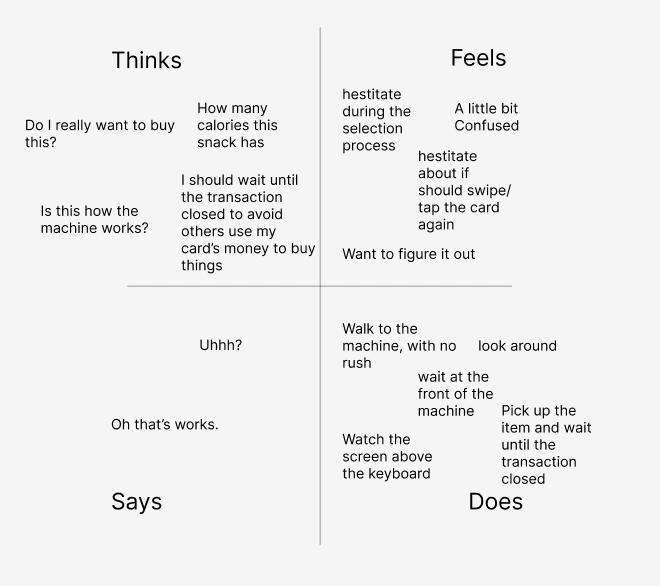 Thinks
Do I really want to buy
this?
How many
calories this
snack has
Is this how the
machine works?
I should wait until
the transaction
closed to avoid
others use my
card's money to buy
things
Feels
hestitate
during the
selection
process
A little bit
Confused
hestitate
about if
should swipe/
tap the card
again
Want to figure it out
Uhhh?
Oh that's works.
Says
Walk to the
machine, with no
rush
look around
wait at the
front of the
machine
Pick up the
item and wait
until the
transaction
closed
Watch the
screen above
the keyboard
Does